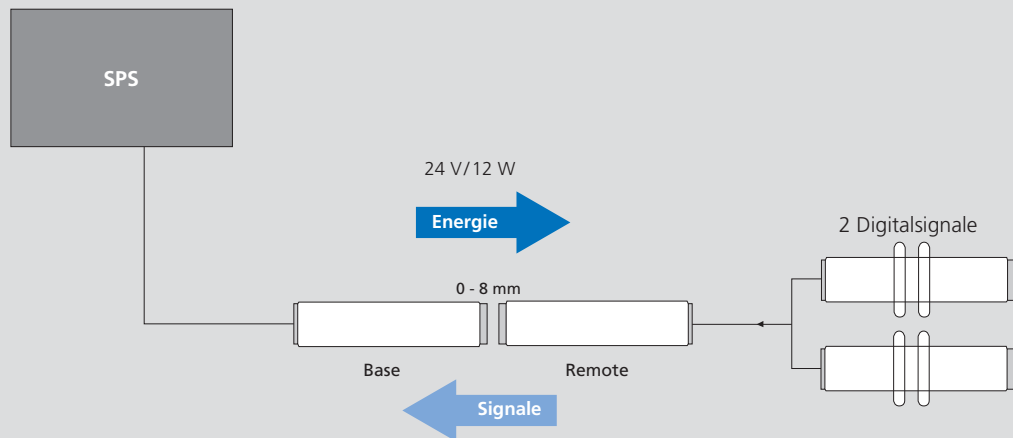 SPS
24 V/12 W
Energie
2 Digitalsignale
0 - 8 mm
Base
Remote
Signale